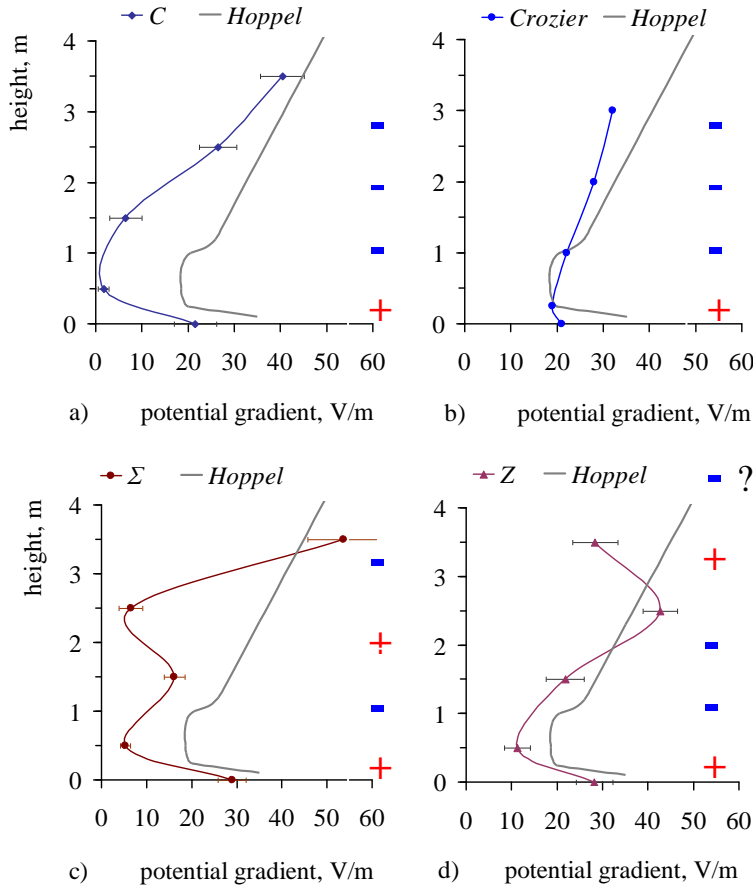 C Hoppel
height, m
4
3
2
1
0
0 10 20 30 40 50 60
a) potential gradient, V/m
Crozier Hoppel
4
3
2
1
0
0 10 20 30 40 50 60
b) potential gradient, V/m
Σ Hoppel
height, m
4
3
2
1
0
0 10 20 30 40 50 60
c) potential gradient, V/m
Z Hoppel
?
4
3
2
1
0
0 10 20 30 40 50 60
d) potential gradient, V/m